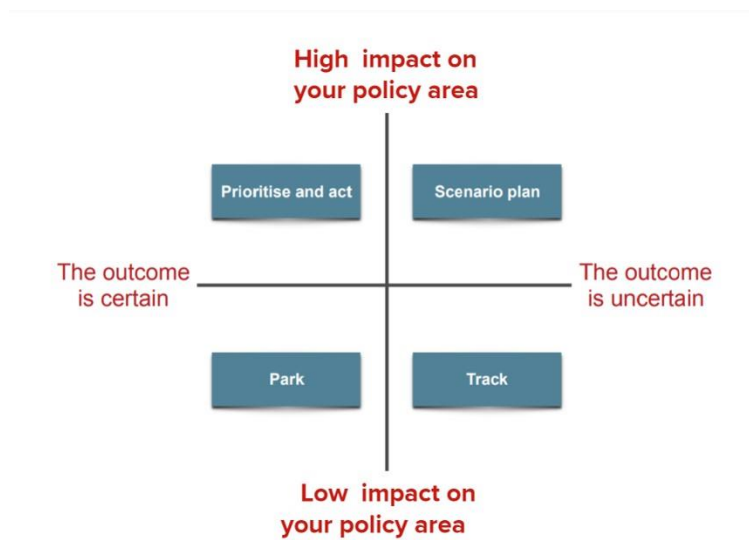 High impact on
your policy area
Prioritise and act
Scenario plan
The outcome
is certain
The outcome
is uncertain
Park
Track
Low impact on
your policy area